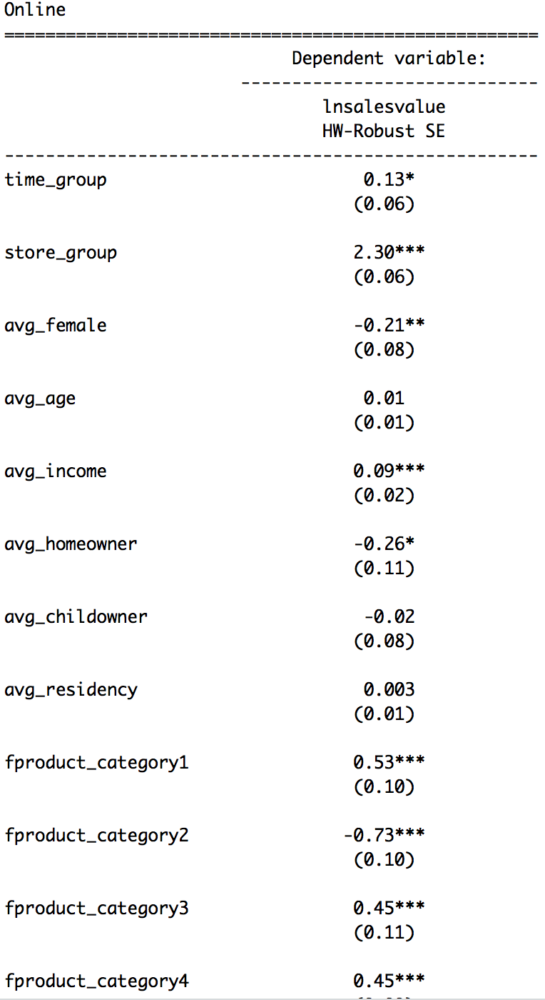 Online
====================================================
Dependent variable:
-----------------------------
lnsalesvalue
HW-Robust SE
----------------------------------------------------
time_group 0.13*
(0.06)
store_group 2.30***
(0.06)
avg_female -0.21**
(0.08)
avg_age 0.01
(0.01)
avg_income 0.09***
(0.02)
avg_homeowner -0.26*
(0.11)
avg_childowner -0.02
(0.08)
avg_residency 0.003
(0.01)
fproduct_category1 0.53***
(0.10)
fproduct_category2 -0.73***
(0.10)
fproduct_category3 0.45***
(0.11)
fproduct_category4 0.45***